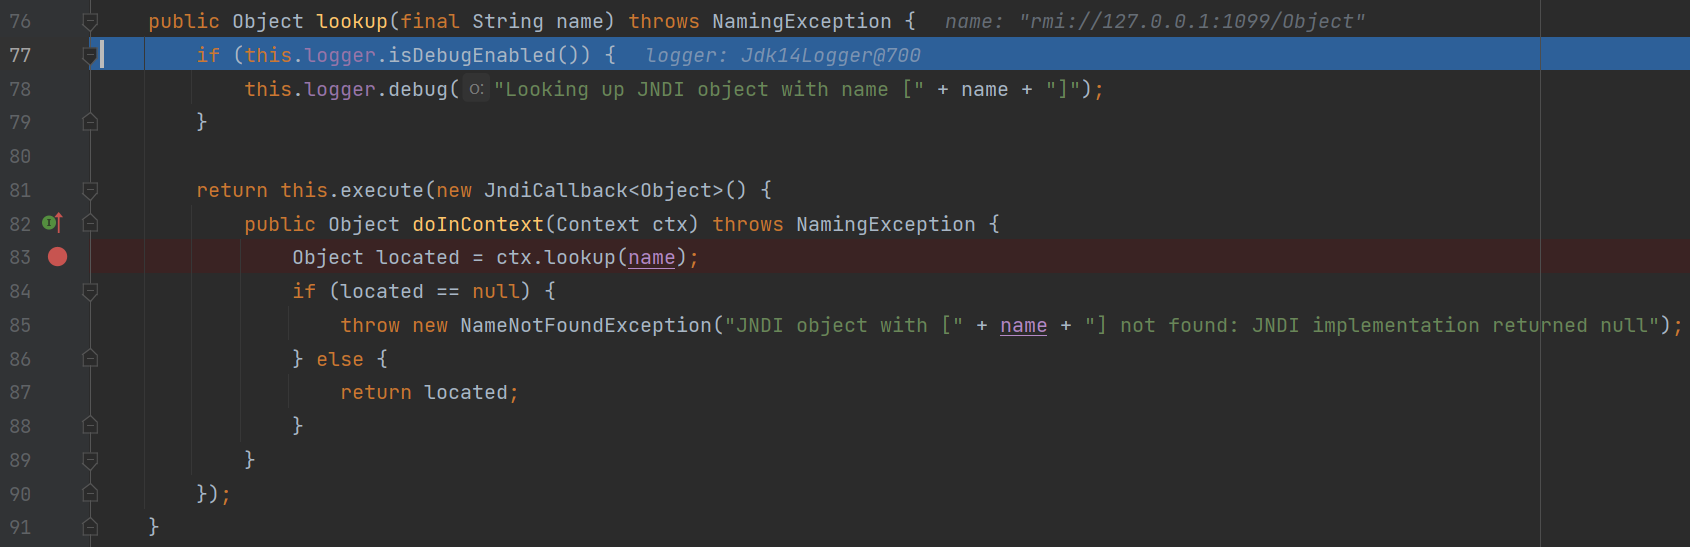 76 public Object lookup(final String name) throws NamingException { name: "rmi://127.0.0.1:1099/Object"
77 if (this.logger.isDebugEnabled()) { logger: Jdk14Logger@700
78 this.logger.debug( O: "Looking up JNDI object with name [" + name + "]");
79 }
80
81 return this.execute(new JndiCallback<Object>() {
82 public Object doInContext(Context ctx) throws NamingException {
83 Object located = ctx.lookup(name);
84 if (located == null) {
85 throw new NameNotFoundException("JNDI object with [" + name + "] not found: JNDI implementation returned null");
86 } else {
87 return located;
88 }
89 }
90 });
91 }